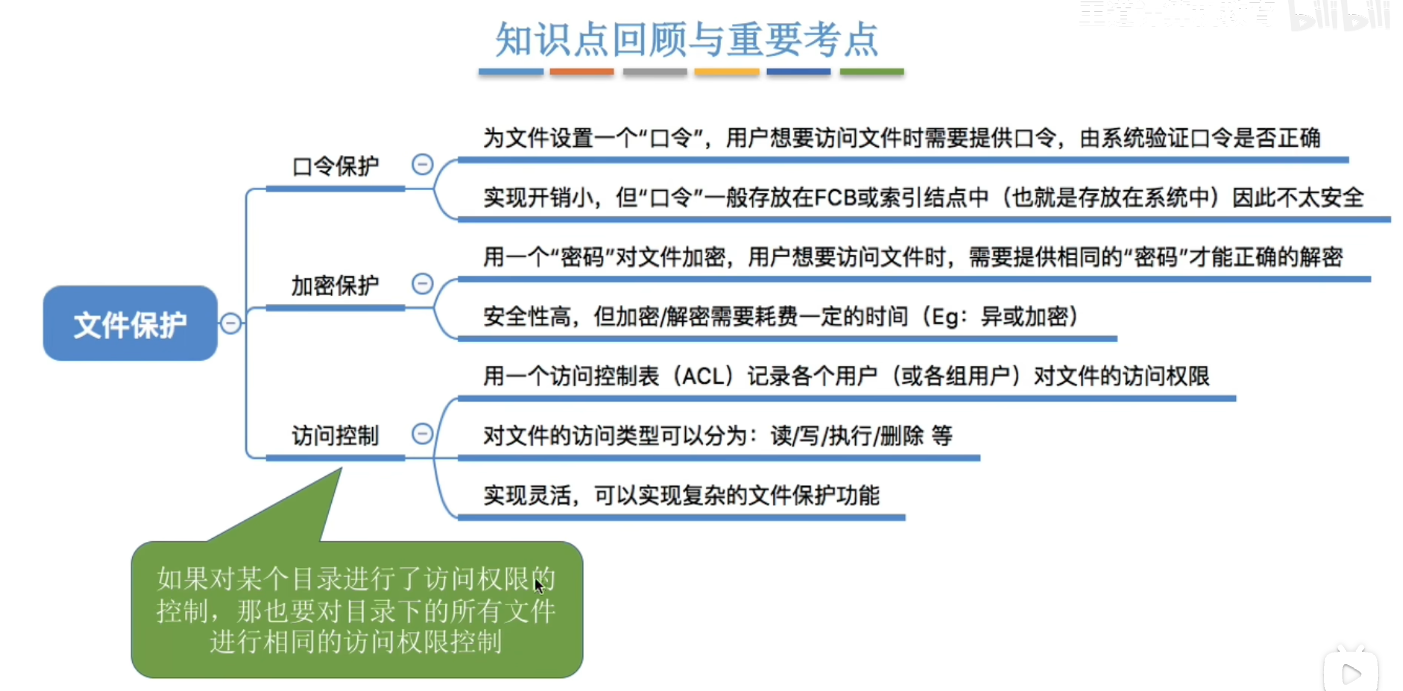 知识点回顾与重要考点
bilibili
为文件设置一个“口令”，用户想要访问文件时需要提供口令，由系统验证口令是否正确
口令保护
实现开销小，但“口令”一般存放在FCB或索引结点中（也就是存放在系统中）因此不太安全
用一个“密码”对文件加密，用户想要访问文件时，需要提供相同的“密码”才能正确的解密
加密保护
安全性高，但加密/解密需要耗费一定的时间（Eg：异或加密）
文件保护
用一个访问控制表（ACL）记录各个用户（或各组用户）对文件的访问权限
访问控制
对文件的访问类型可以分为：读/写/执行/删除 等
实现灵活，可以实现复杂的文件保护功能
如果对某个目录进行了访问权限的
控制，那也要对目录下的所有文件
进行相同的访问权限控制